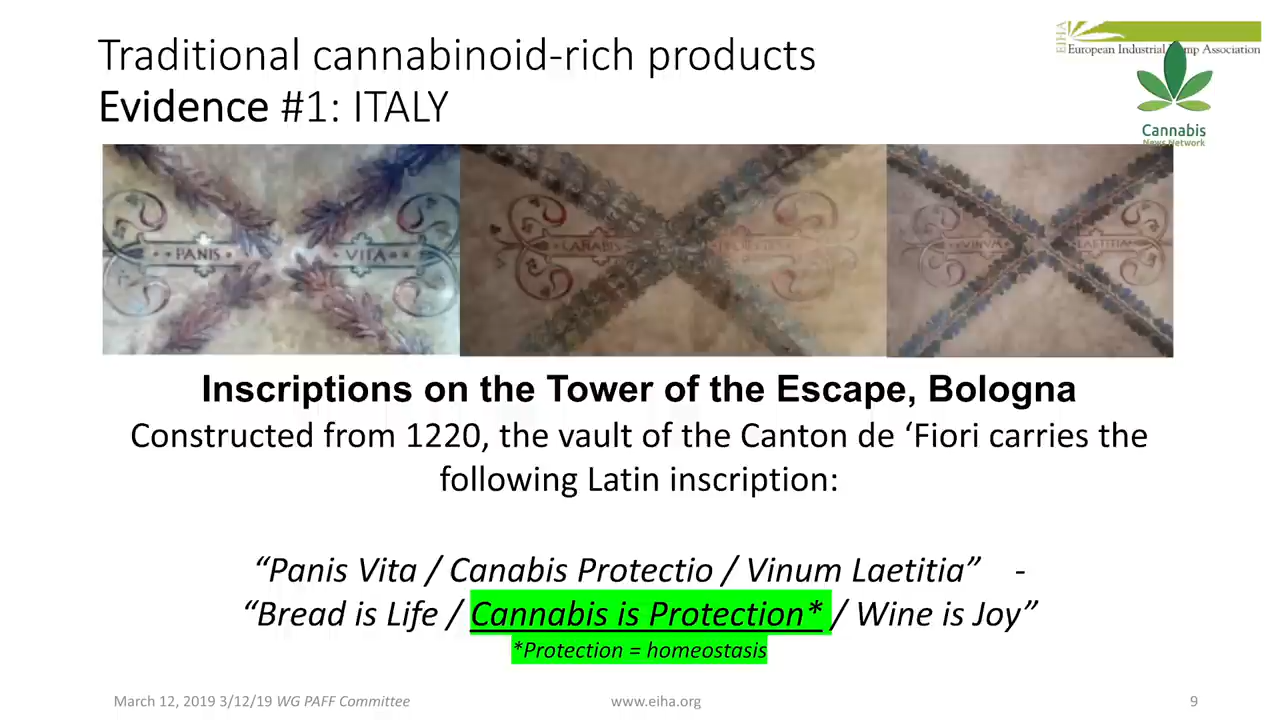 Traditional cannabinoid-rich products
Evidence #1: ITALY
EIHA
European Industrial Hemp Association
Cannabis
News Network
PANIS
VITA
CANABIS
VINVM
LAETITIA
Inscriptions on the Tower of the Escape, Bologna
Constructed from 1220, the vault of the Canton de ‘Fiori carries the
following Latin inscription:
“Panis Vita / Canabis Protectio / Vinum Laetitia” -
“Bread is Life / Cannabis is Protection* / Wine is Joy”
*Protection = homeostasis
March 12, 2019 3/12/19 WG PAFF Committee
www.eiha.org
9